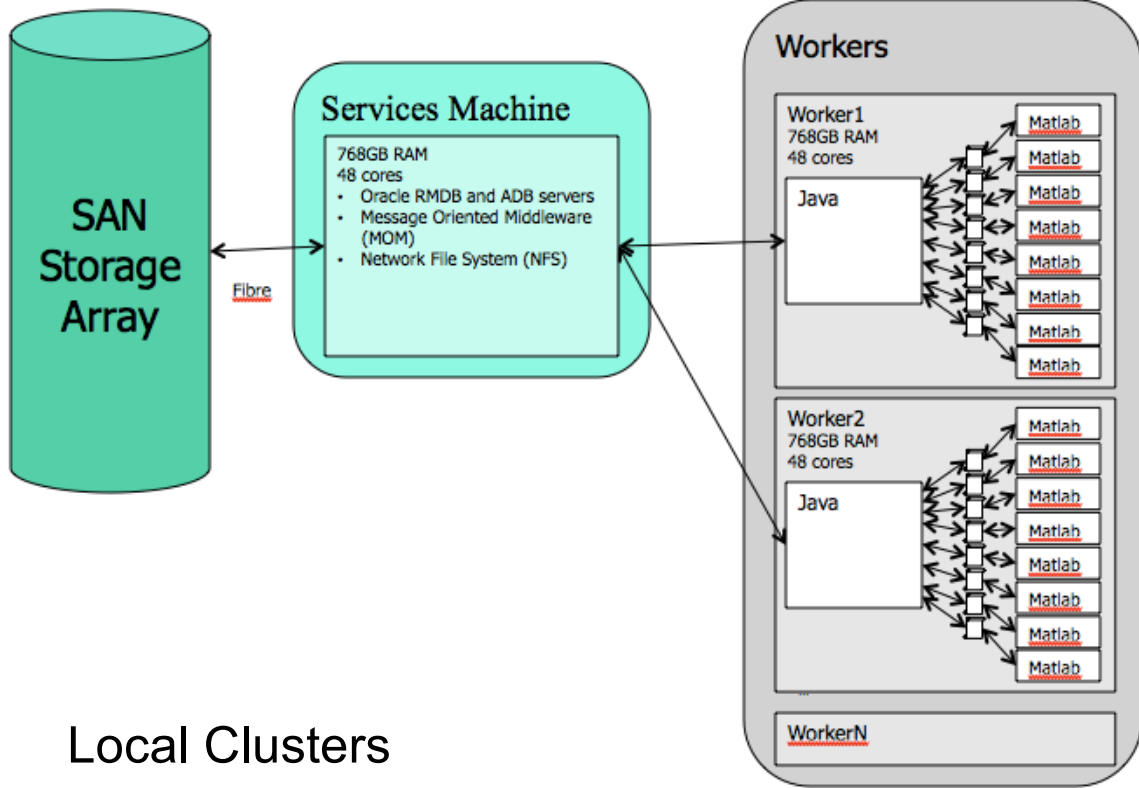 SAN
Storage
Array
Fibre
Services Machine
768GB RAM
48 cores
• Oracle RMDB and ADB servers
• Message Oriented Middleware
(MOM)
• Network File System (NFS)
Workers
Worker1
768GB RAM
48 cores
Java
Matlab
Matlab
Matlab
Matlab
Matlab
Matlab
Matlab
Matlab
Worker2
768GB RAM
48 cores
Java
Matlab
Matlab
Matlab
Matlab
Matlab
Matlab
Matlab
Matlab
...
WorkerN
Local Clusters